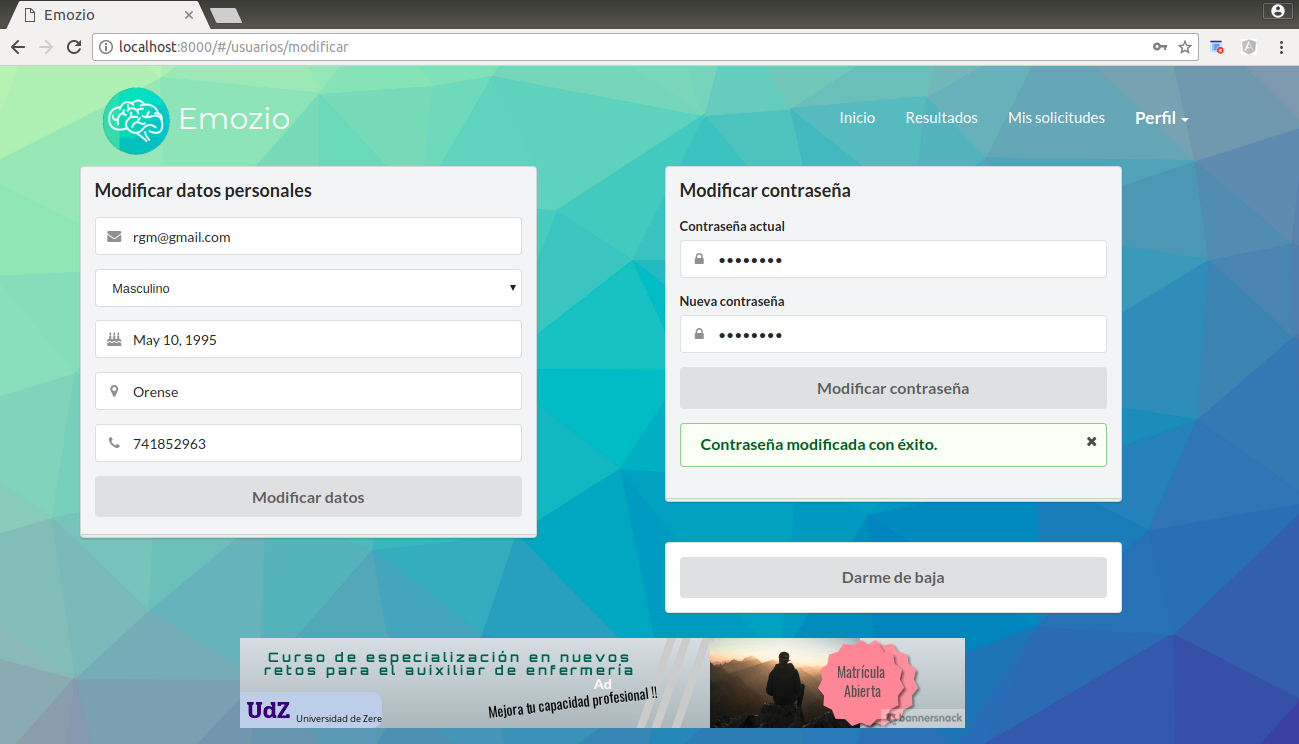 Emozio
localhost:8000/#/usuarios/modificar
Emozio
Inicio
Resultados
Mis solicitudes
Perfil
Modificar datos personales
rgm@gmail.com
Masculino
May 10, 1995
Orense
741852963
Modificar datos
Modificar contraseña
Contraseña actual
••••••••
Nueva contraseña
••••••••
Modificar contraseña
Contraseña modificada con éxito.
Darme de baja
Curso de especialización en nuevos
retos para el auixiliar de enfermería
Ad
Mejora tu capacidad profesional !!
UdZ Universidad de Zere
Matrícula
Abierta
bannersnack